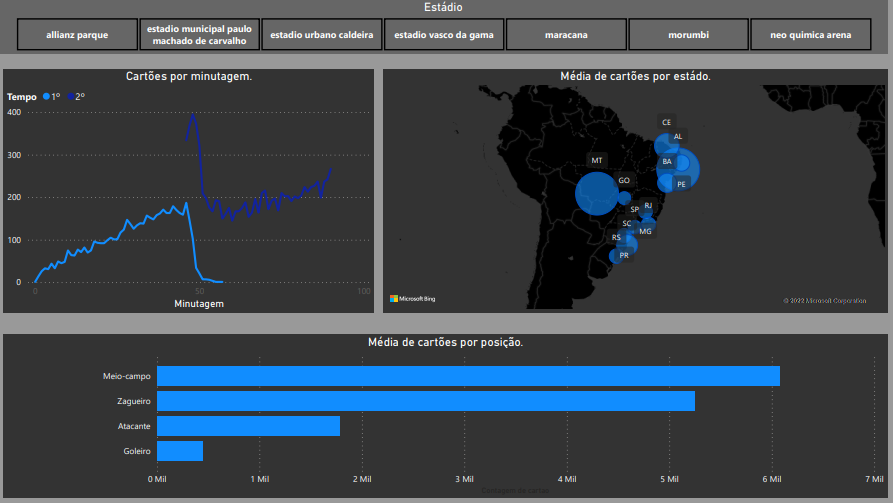 Estádio
allianz parque
estadio municipal paulo
machado de carvalho
estadio urbano caldeira
estadio vasco da gama
maracana
morumbi
neo quimica arena
Cartões por minutagem.
Tempo 1º 2º
400
300
200
100
0
0 50 100
Minutagem
Média de cartões por estádo.
CE
AL
MT
BA
GO
PE
SP RJ
SC
MG
RS
PR
Microsoft Bing
© 2022 Microsoft Corporation
Média de cartões por posição.
Meio-campo
Zagueiro
Atacante
Goleiro
0 Mil 1 Mil 2 Mil 3 Mil 4 Mil 5 Mil 6 Mil 7 Mil